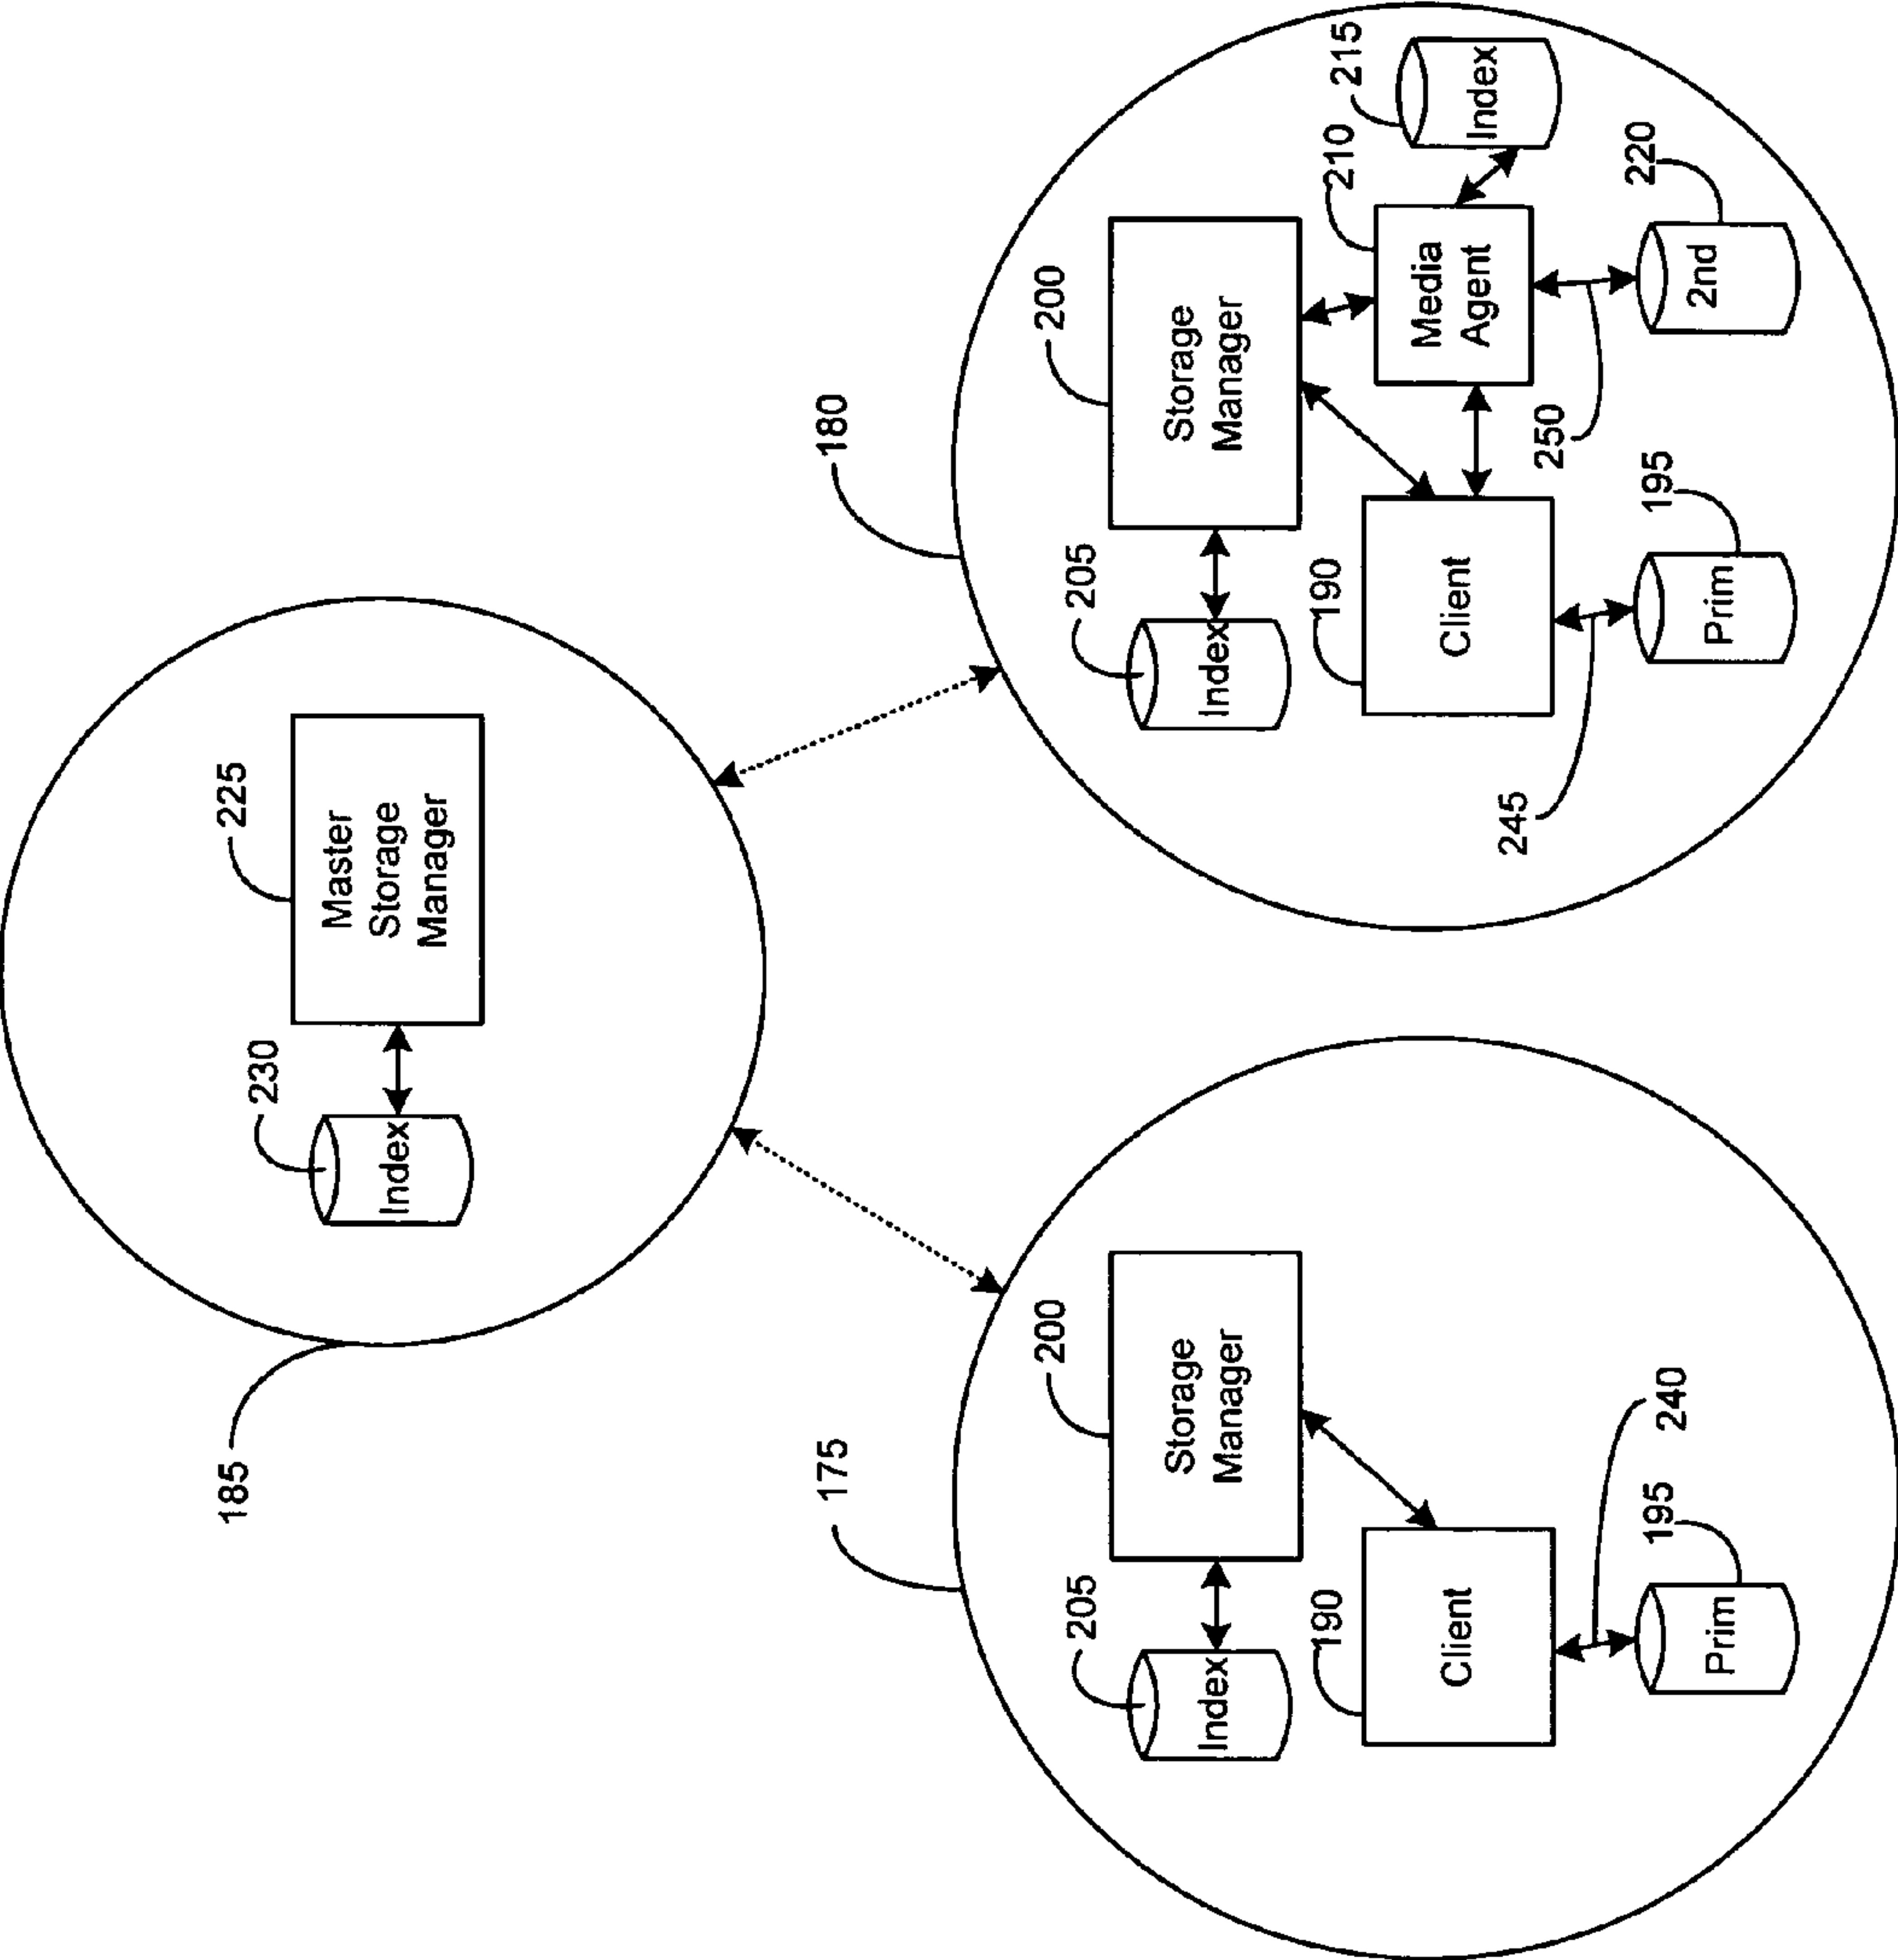 185
230
225
Index
Master
Storage
Manager
175
205
200
Index
Storage
Manager
190
Client
195
240
Prim
180
205
200
Index
Storage
Manager
190
210
215
Client
Media
Agent
Index
245
250
195
220
Prim
2nd